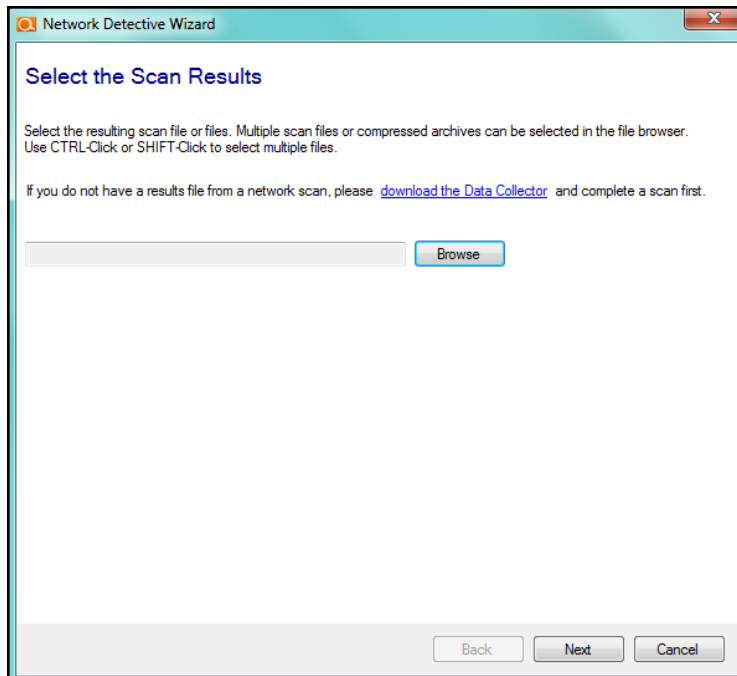 Network Detective Wizard
x
Select the Scan Results
Select the resulting scan file or files. Multiple scan files or compressed archives can be selected in the file browser.
Use CTRL-Click or SHIFT-Click to select multiple files.
If you do not have a results file from a network scan, please download the Data Collector and complete a scan first.
Browse
Back Next Cancel